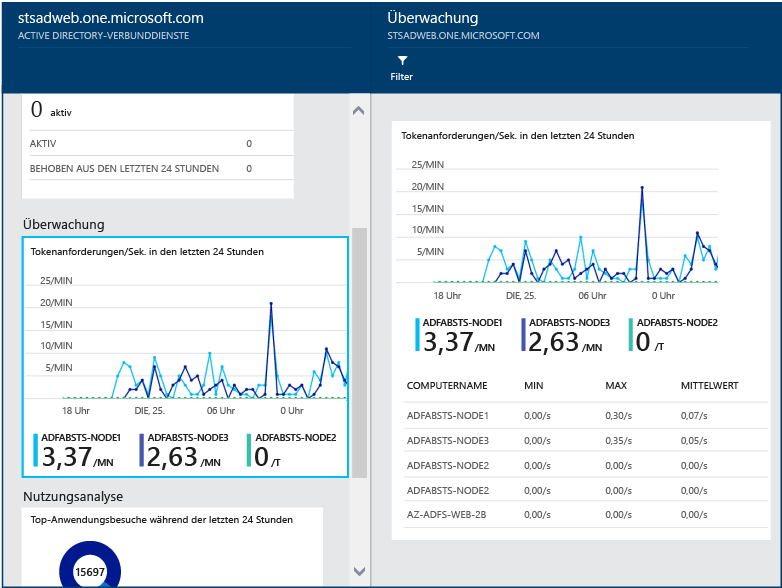 stsadweb.one.microsoft.com
ACTIVE DIRECTORY-VERBUNDDIENSTE
0 aktiv
AKTIV 0
BEHOBEN AUS DEN LETZTEN 24 STUNDEN 0
Überwachung
Tokenanforderungen/Sek. in den letzten 24 Stunden
25/MIN
20/MIN
15/MIN
10/MIN
5/MIN
18 Uhr DIE, 25. 06 Uhr 0 Uhr
ADFABSTS-NODE1 ADFABSTS-NODE3 ADFABSTS-NODE2
3,37 /MN 2,63 /MN 0 /T
Nutzungsanalyse
Top-Anwendungsbesuche während der letzten 24 Stunden
15697
Überwachung
STSADWEB.ONE.MICROSOFT.COM
Filter
Tokenanforderungen/Sek. in den letzten 24 Stunden
25/MIN
20/MIN
15/MIN
10/MIN
5/MIN
18 Uhr DIE, 25. 06 Uhr 0 Uhr
ADFABSTS-NODE1 ADFABSTS-NODE3 ADFABSTS-NODE2
3,37 /MN 2,63 /MN 0 /T
COMPUTERNAME MIN MAX MITTELWERT
ADFABSTS-NODE1 0,00/s 0,30/s 0,07/s
ADFABSTS-NODE3 0,00/s 0,35/s 0,05/s
ADFABSTS-NODE2 0,00/s 0,00/s 0,00/s
ADFABSTS-NODE2 0,00/s 0,00/s 0,00/s
AZ-ADFS-WEB-2B 0,00/s 0,00/s 0,00/s